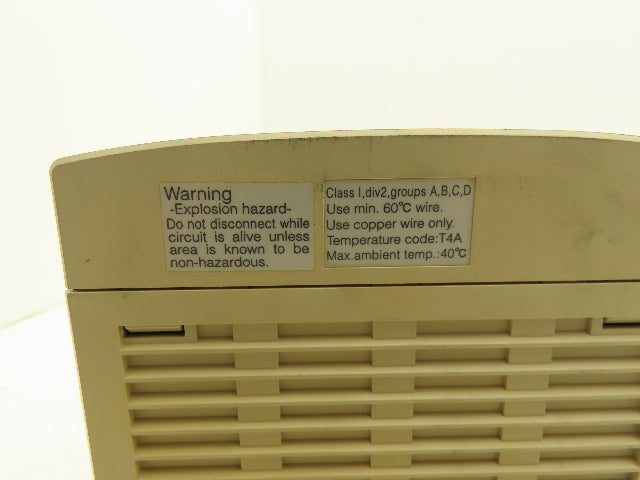 Warning
-Explosion hazard-
Do not disconnect while
circuit is alive unless
area is known to be
non-hazardous.
Class I,div2,groups A,B,C,D
Use min. 60℃ wire.
Use copper wire only.
Temperature code:T4A
Max.ambient temp.:40℃